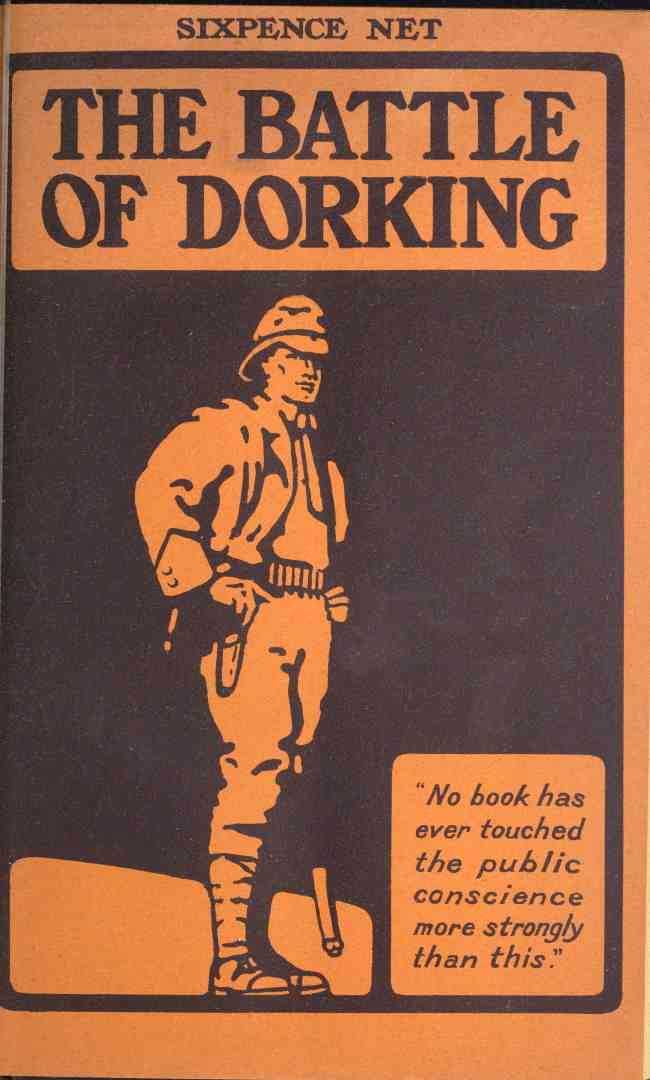 SIXPENCE NET
THE BATTLE
OF DORKING
"No book has
ever touched
the public
conscience
more strongly
than this."